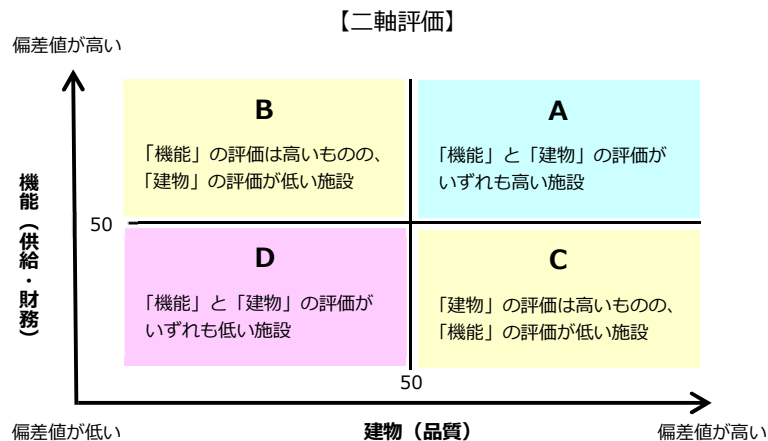 【二軸評価】
偏差値が高い
B
「機能」の評価は高いものの、
「建物」の評価が低い施設
A
「機能」と「建物」の評価が
いずれも高い施設
機能（供給・財務）
50
D
「機能」と「建物」の評価が
いずれも低い施設
C
「建物」の評価は高いものの、
「機能」の評価が低い施設
50
偏差値が低い
建物（品質）
偏差値が高い